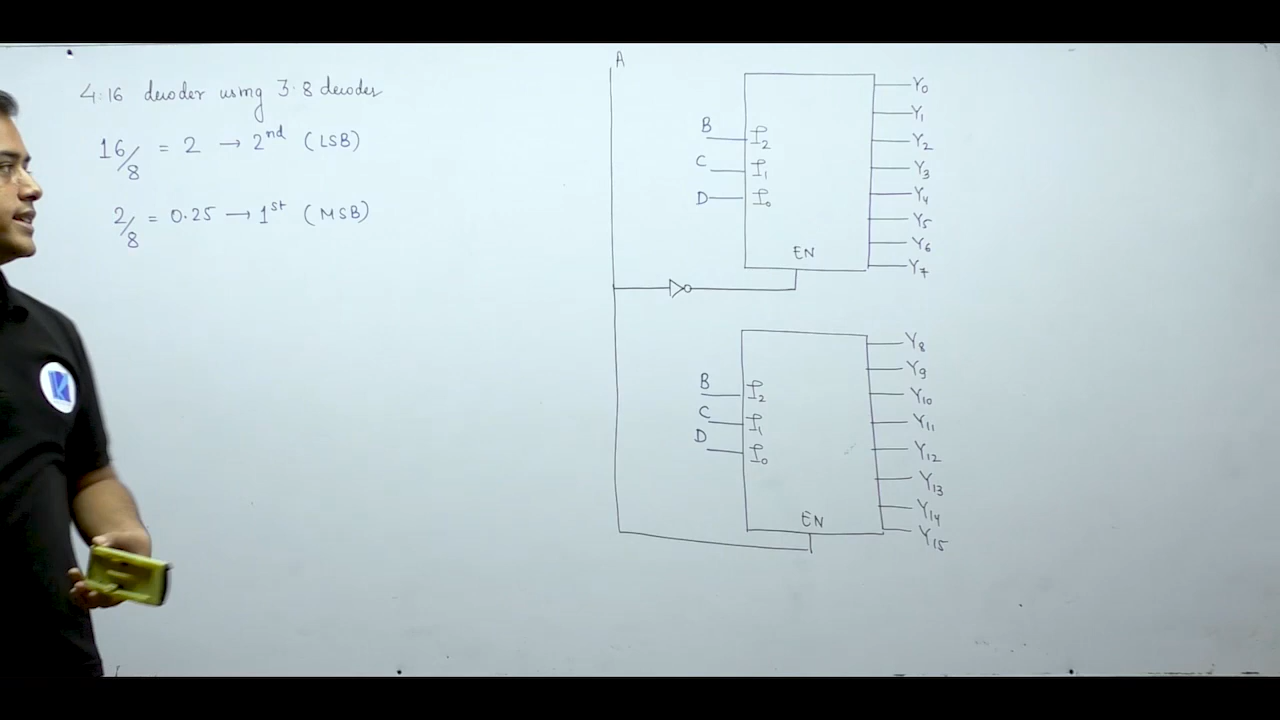 4:16 decoder using 3:8 decoder
16/8 = 2 → 2nd (LSB)
2/8 = 0.25 → 1st (MSB)
A
B I2
C I1
D I0
EN
Y0
Y1
Y2
Y3
Y4
Y5
Y6
Y7
B I2
C I1
D I0
EN
Y8
Y9
Y10
Y11
Y12
Y13
Y14
Y15